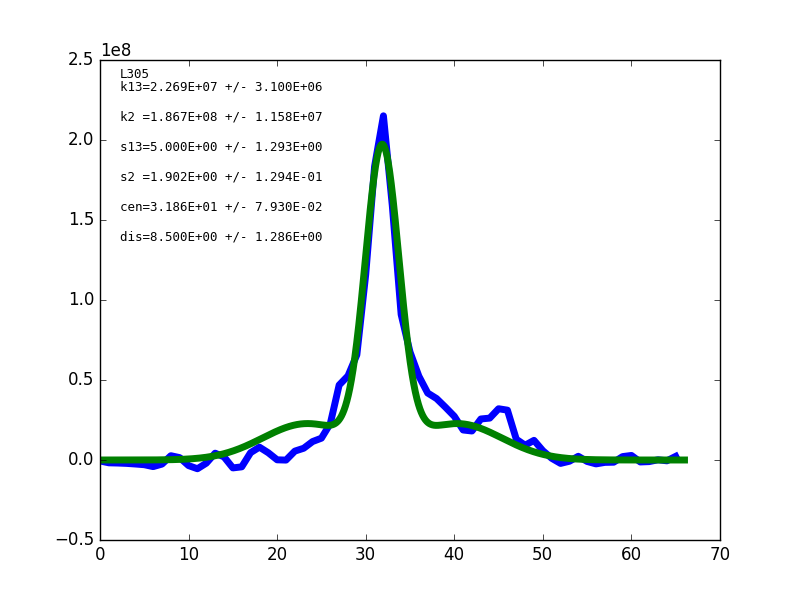 1e8
2.5
L305
k13=2.269E+07 +/- 3.100E+06
k2 =1.867E+08 +/- 1.158E+07
2.0
s13=5.000E+00 +/- 1.293E+00
s2 =1.902E+00 +/- 1.294E-01
cen=3.186E+01 +/- 7.930E-02
1.5
dis=8.500E+00 +/- 1.286E+00
1.0
0.5
0.0
−0.5
0 10 20 30 40 50 60 70